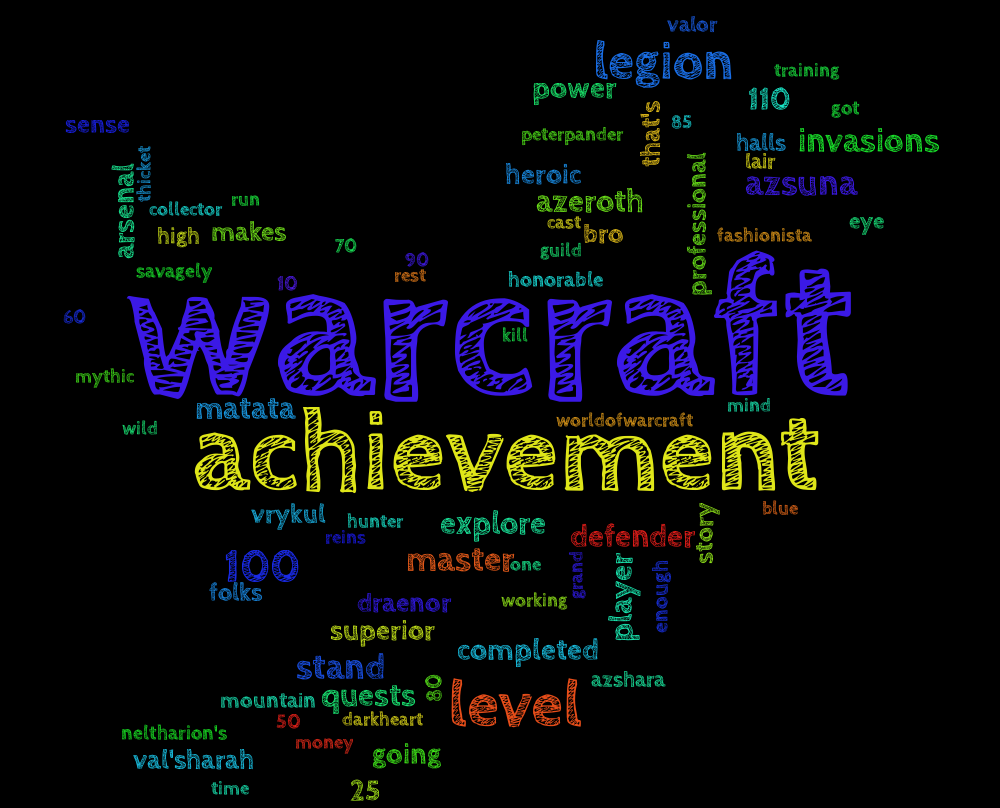 valor
legion
training
power
110
got
that's
85
sense
peterpander
halls
invasions
lair
thicket
arsenal
heroic
professional
azsuna
collector
run
azeroth
cast
bro
eye
high
makes
fashionista
70
guild
90
rest
savagely
honorable
10
60
warcraft
kill
mythic
matata
mind
wild
worldofwarcraft
achievement
vrykul
hunter
explore
blue
reins
defender
story
100
master
one
grand
player
enough
folks
draenor
working
superior
completed
stand
azshara
mountain
quests
80
level
50
darkheart
neltharion's
money
val'sharah
going
time
25